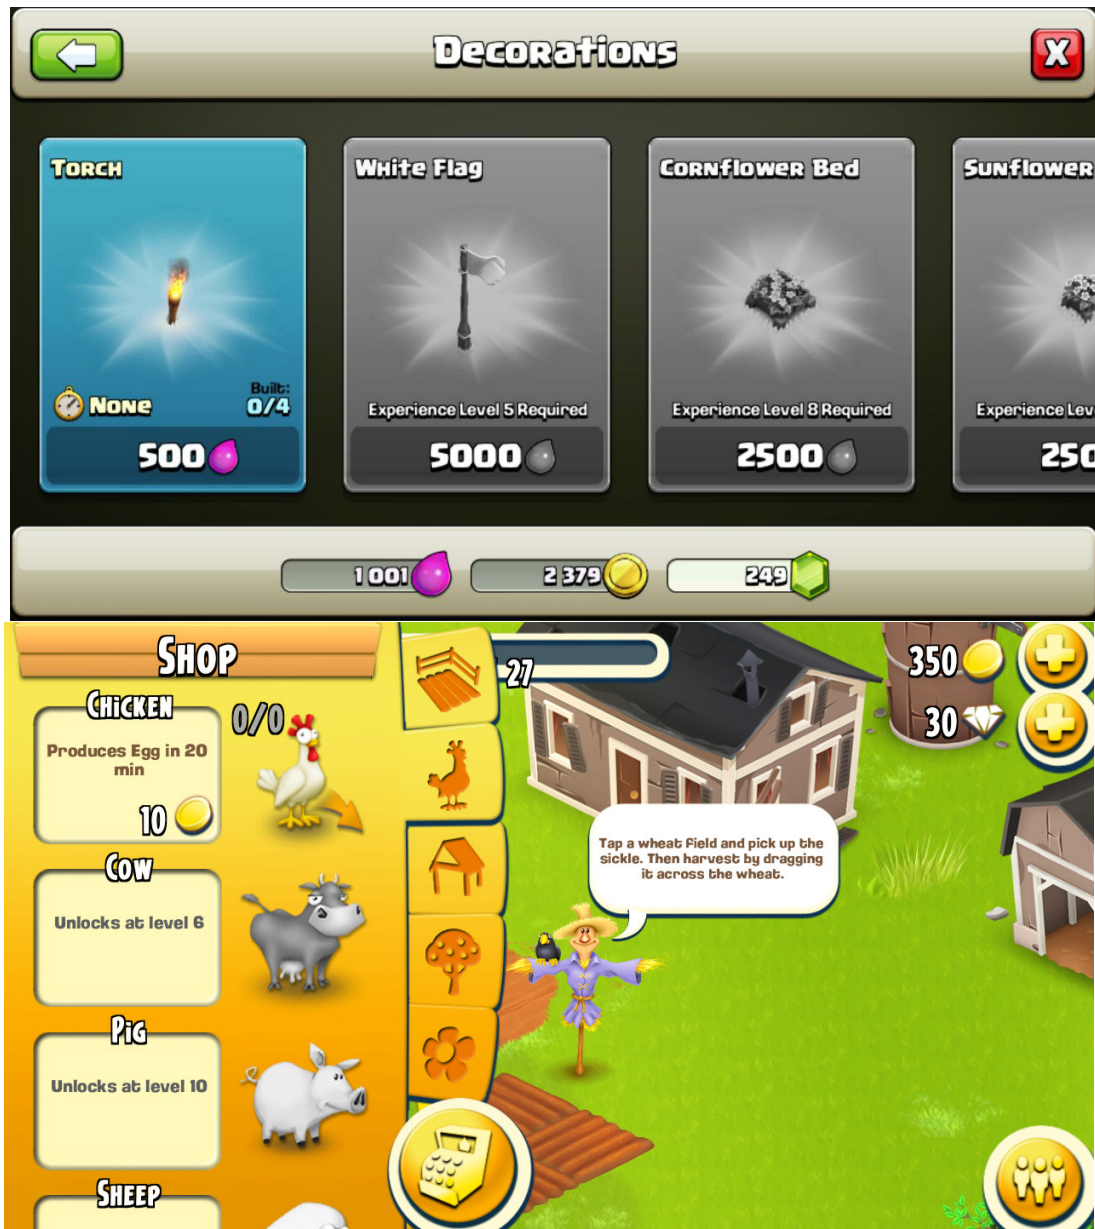 Decorations
X
Torch
None
Built:
0/4
500
White Flag
Experience Level 5 Required
5000
Cornflower Bed
Experience Level 8 Required
2500
Sunflower
Experience Lev
250
1 001
2 379
249
Shop
Chicken
Produces Egg in 20
min
10
0/0
Cow
Unlocks at level 6
Pig
Unlocks at level 10
Sheep
27
350
30
Tap a wheat field and pick up the
sickle. Then harvest by dragging
it across the wheat.